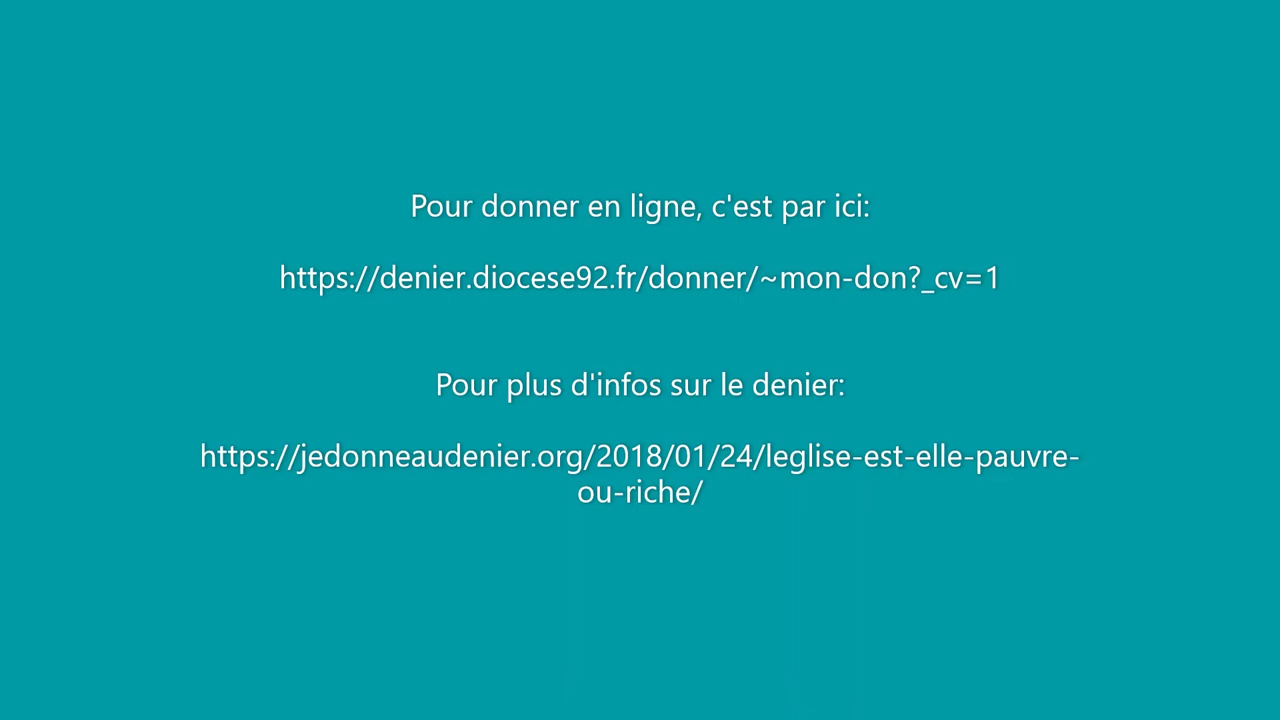 Pour donner en ligne, c'est par ici:
https://denier.diocese92.fr/donner/~mon-don?_cv=1
Pour plus d'infos sur le denier:
https://jedonneaudenier.org/2018/01/24/leglise-est-elle-pauvre-
ou-riche/